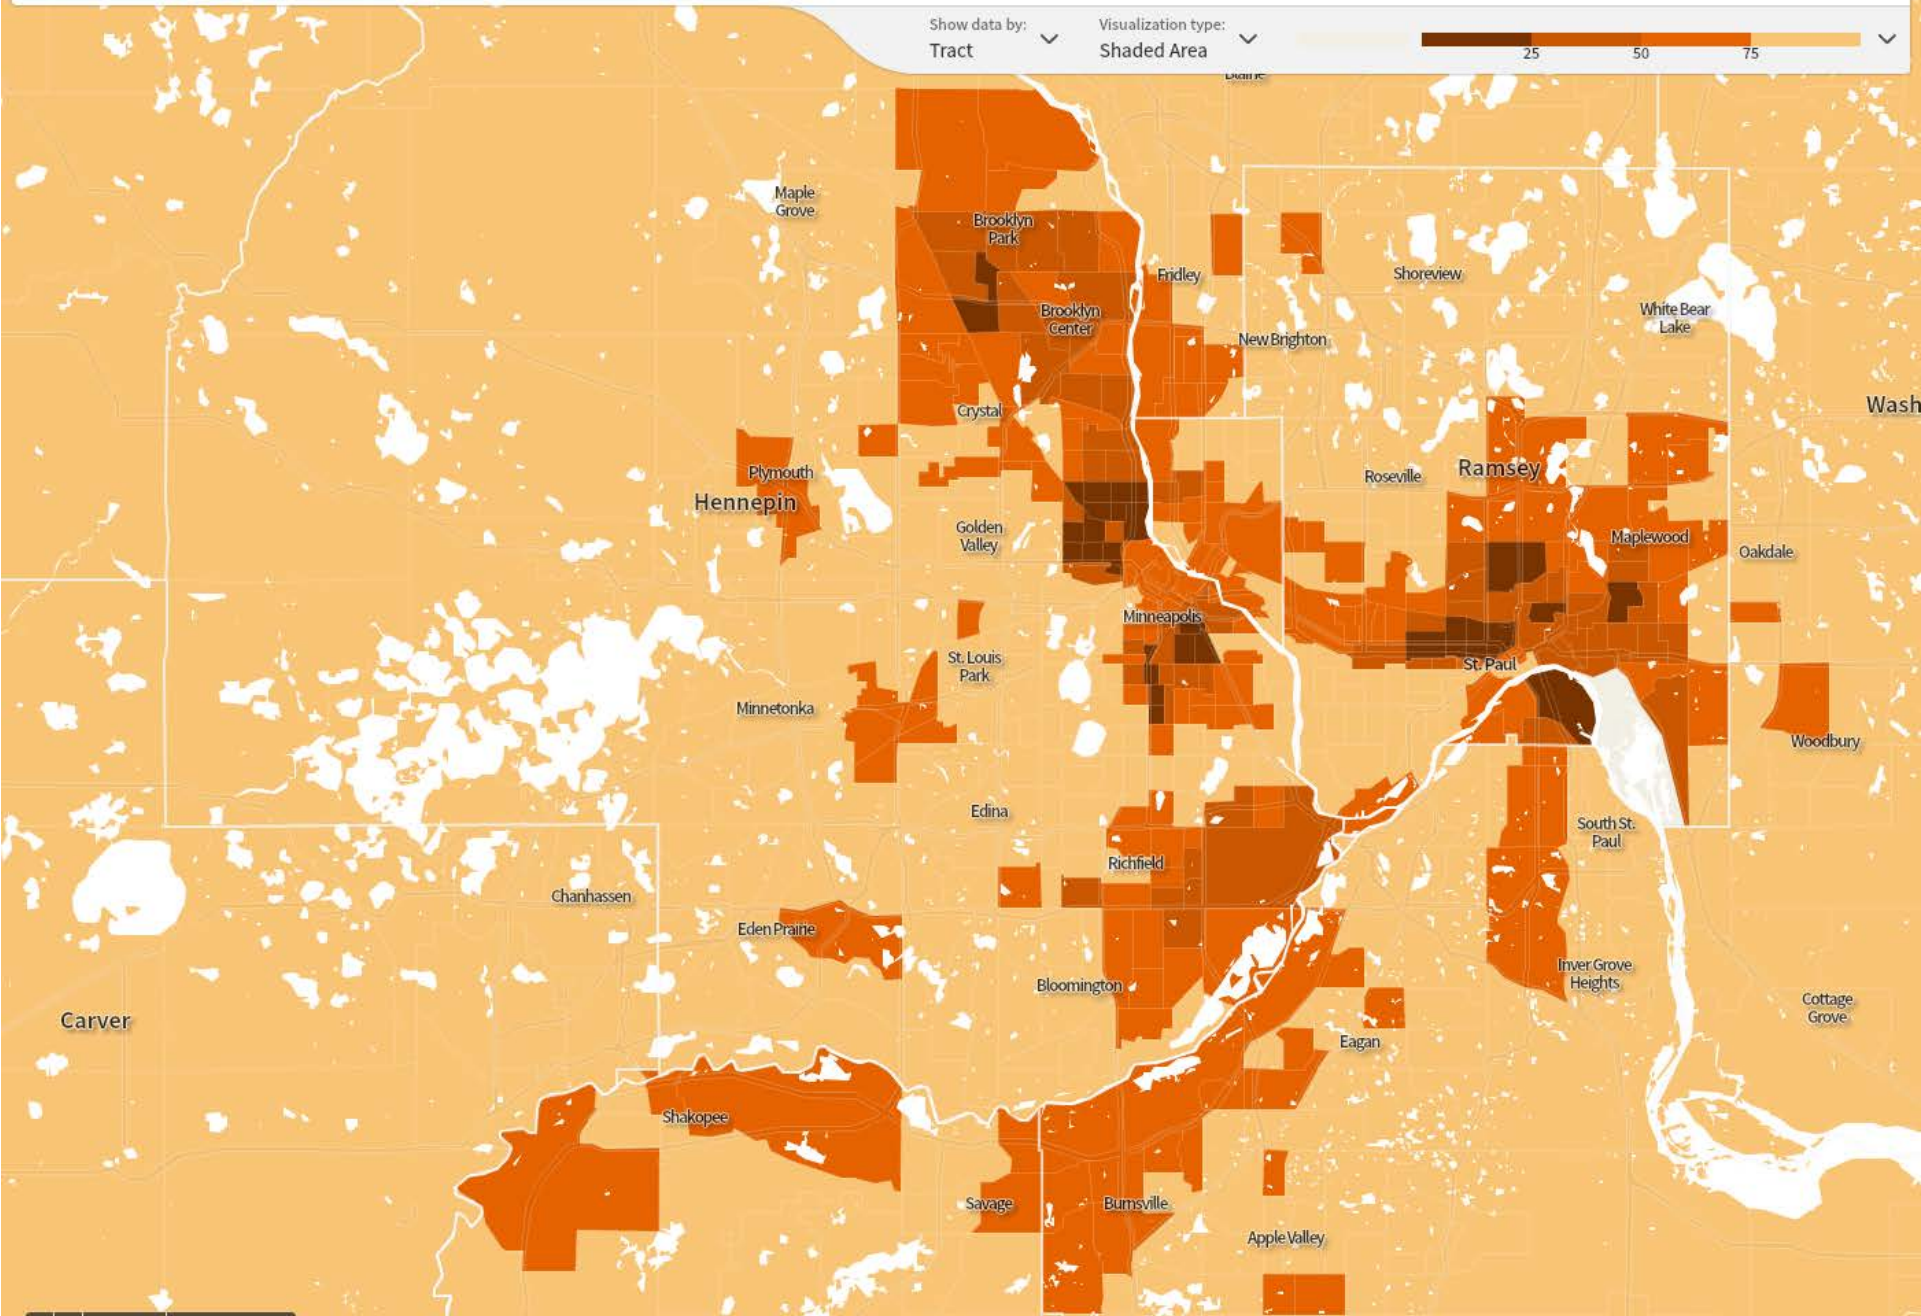 Show data by:
Tract
Visualization type:
Shaded Area
25
50
75
Blaine
Maple
Grove
Brooklyn
Park
Fridley
Shoreview
Brooklyn
Center
New Brighton
White Bear
Lake
Wash
Crystal
Plymouth
Hennepin
Roseville
Ramsey
Golden
Valley
Maplewood
Oakdale
Minneapolis
St. Louis
Park
St. Paul
Minnetonka
Woodbury
Edina
South St.
Paul
Richfield
Chanhassen
Eden Prairie
Bloomington
Inver Grove
Heights
Cottage
Grove
Carver
Eagan
Shakopee
Savage
Burnsville
Apple Valley